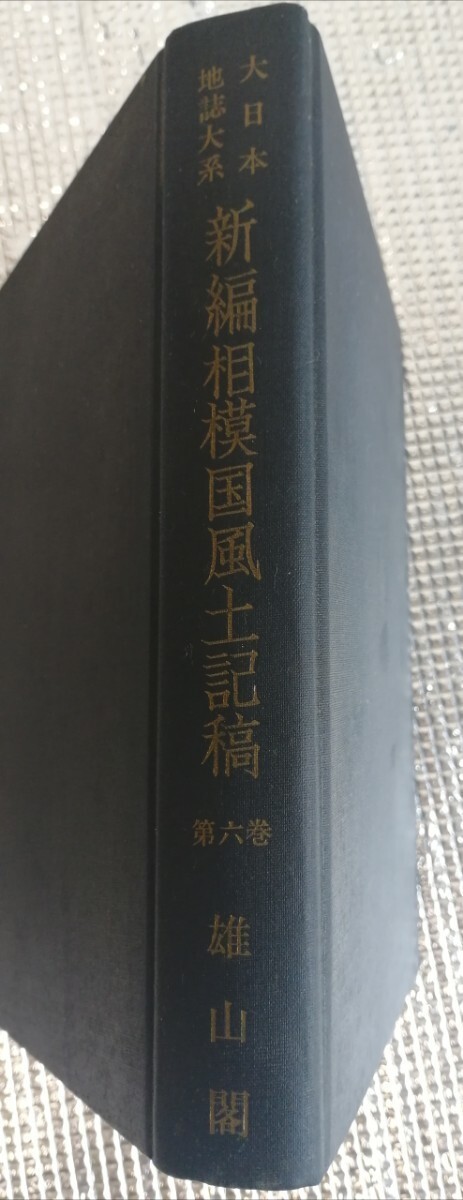 大日本
地誌大系
新編相模国風土記稿
第六巻
雄山閣